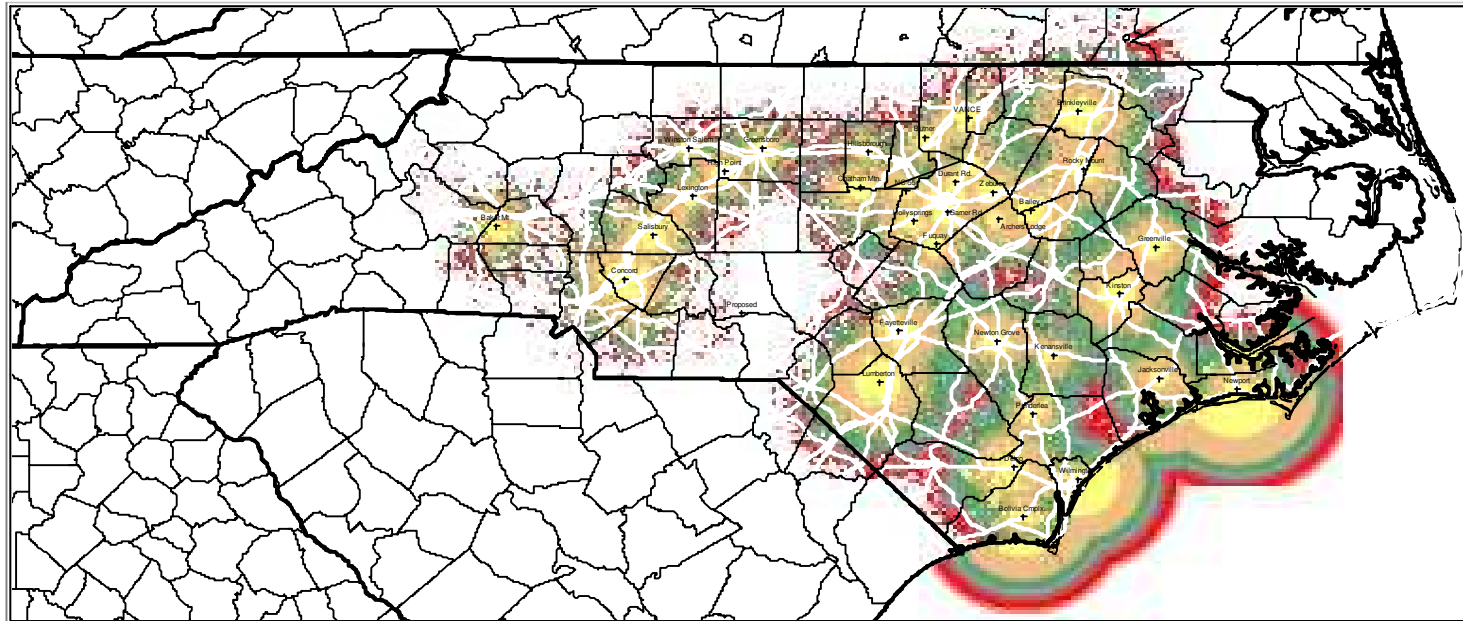 Brinkleyville
VANCE
Butner
Winston Salem
Greensboro
Hillsborough
High Point
Rocky Mount
Chatham Mtn.
Durant Rd.
Zebulon
Lexington
Bailey
Hollysprings
Garner Rd.
Archers Lodge
Baker Mt
Salisbury
Fuquay
Greenville
Concord
Kinston
Proposed
Fayetteville
Newton Grove
Kenansville
Lumberton
Jacksonville
Newport
Penderlea
Bolivia Cmplx.